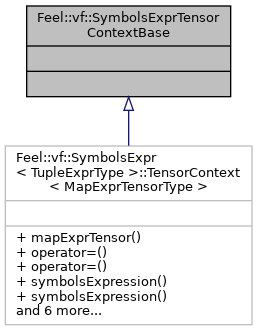 Feel::vf::SymbolsExprTensor
ContextBase
Feel::vf::SymbolsExpr
< TupleExprType >::TensorContext
< MapExprTensorType >
+ mapExprTensor()
+ operator=()
+ operator=()
+ symbolsExpression()
+ symbolsExpression()
and 6 more...